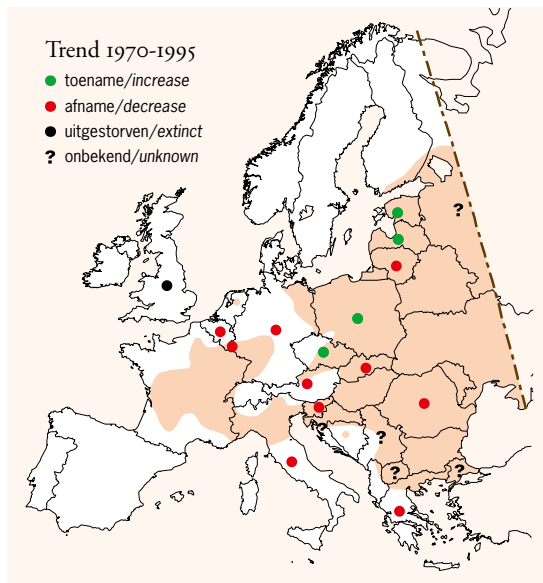 Trend 1970-1995
toename/increase
afname/decrease
uitgestorven/extinct
? onbekend/unknown
?
?
?
?
?